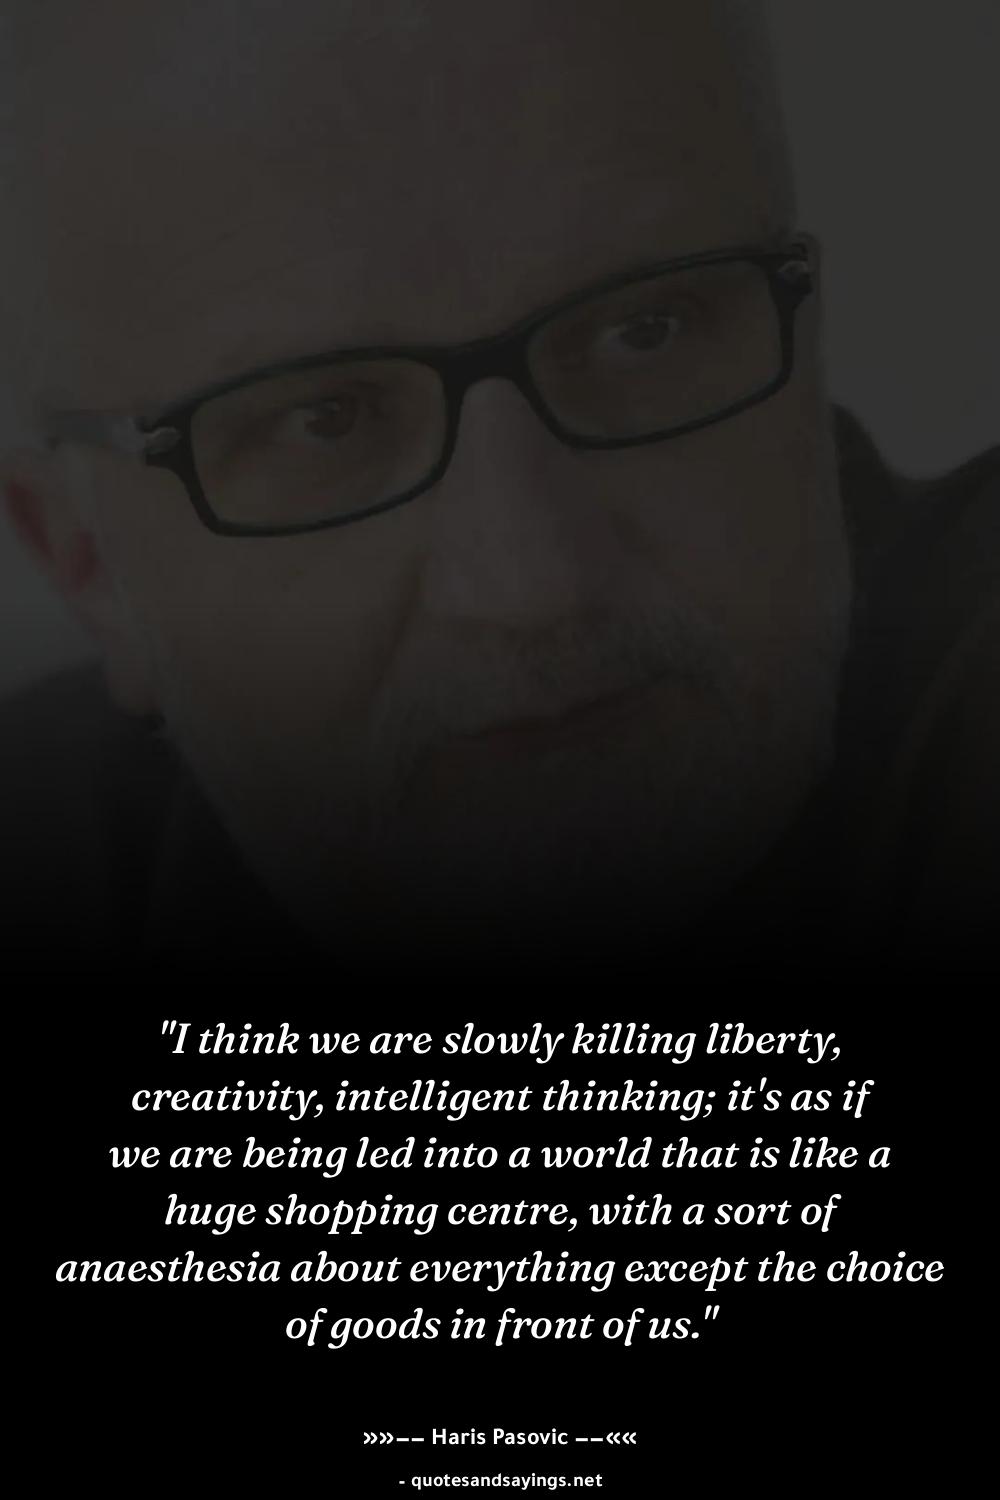 "I think we are slowly killing liberty,
creativity, intelligent thinking; it's as if
we are being led into a world that is like a
huge shopping centre, with a sort of
anaesthesia about everything except the choice
of goods in front of us."
»»−− Haris Pasovic −−««
- quotesandsayings.net